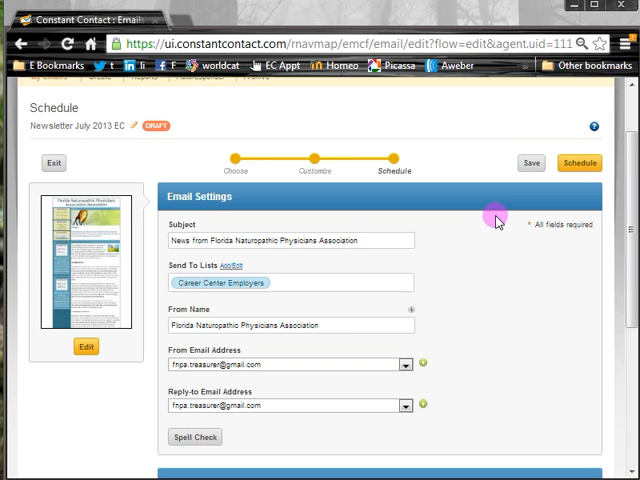 Constant Contact : Emails
https://ui.constantcontact.com/rnavmap/emcf/email/edit?flow=edit&agent.uid=111
E Bookmarks t li F worldcat EC Appt Homeo Picassa Aweber » Other bookmarks
Schedule
Newsletter July 2013 EC DRAFT
Exit
Choose Customize Schedule
Save Schedule
Email Settings
* All fields required
Subject
News from Florida Naturopathic Physicians Association
Send To Lists Add/Edit
Career Center Employers
From Name
Florida Naturopathic Physicians Association
From Email Address
fnpa.treasurer@gmail.com
Reply-to Email Address
fnpa.treasurer@gmail.com
Spell Check
Florida Naturopathic Physicians
Association Newsletter
Edit